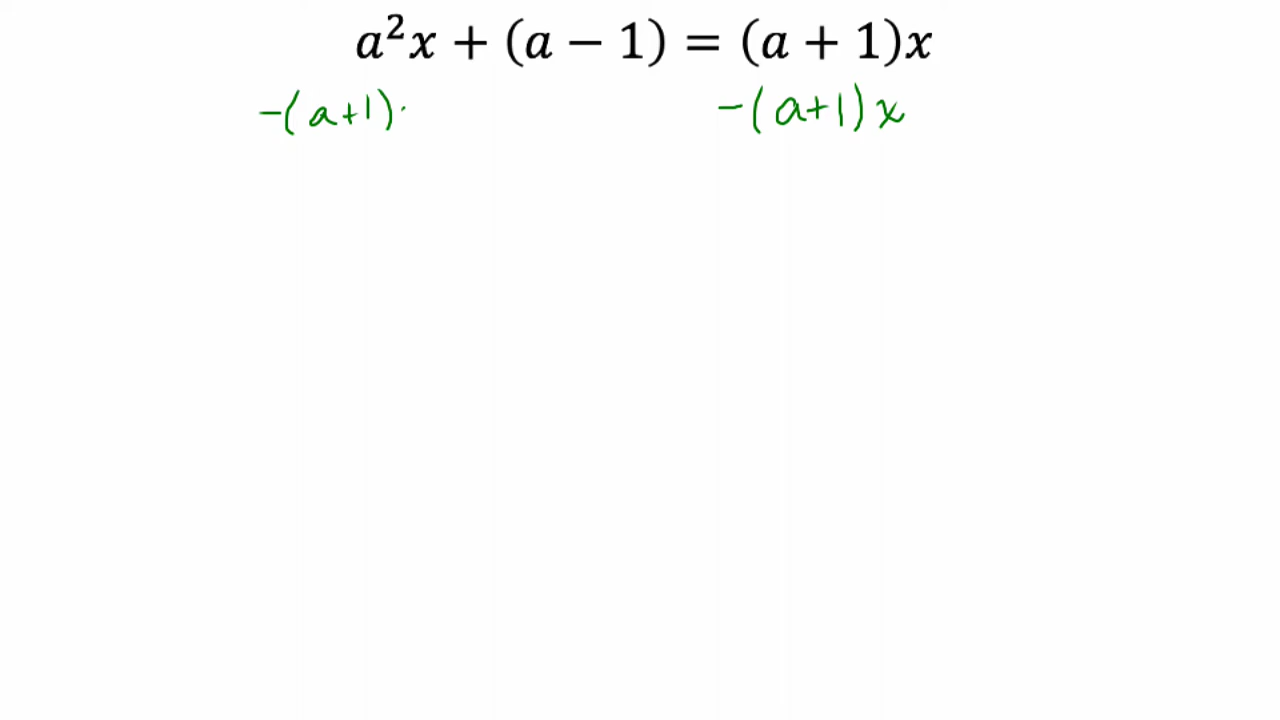 a²x + (a − 1) = (a + 1)x
-(a+1) -(a+1)x